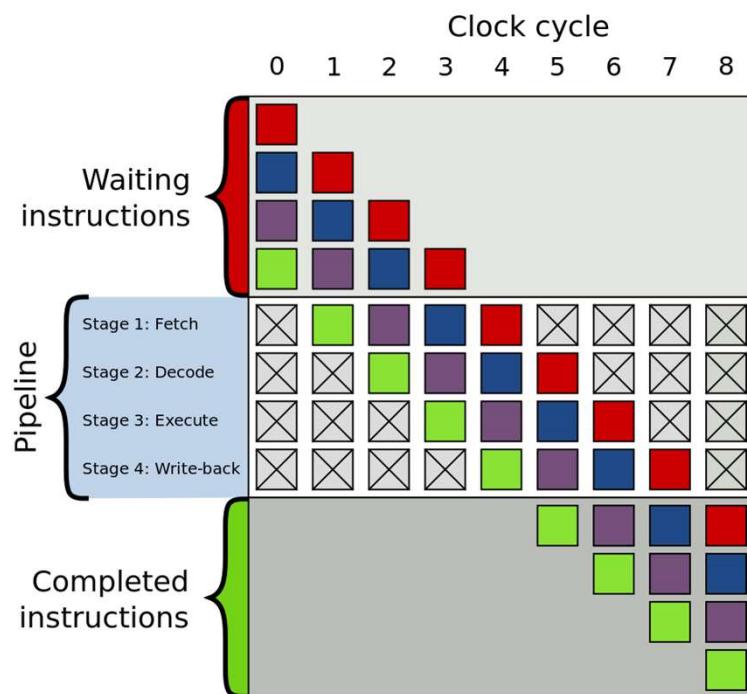 Clock cycle
0 1 2 3 4 5 6 7 8
Waiting
instructions
Pipeline
Stage 1: Fetch
Stage 2: Decode
Stage 3: Execute
Stage 4: Write-back
Completed
instructions